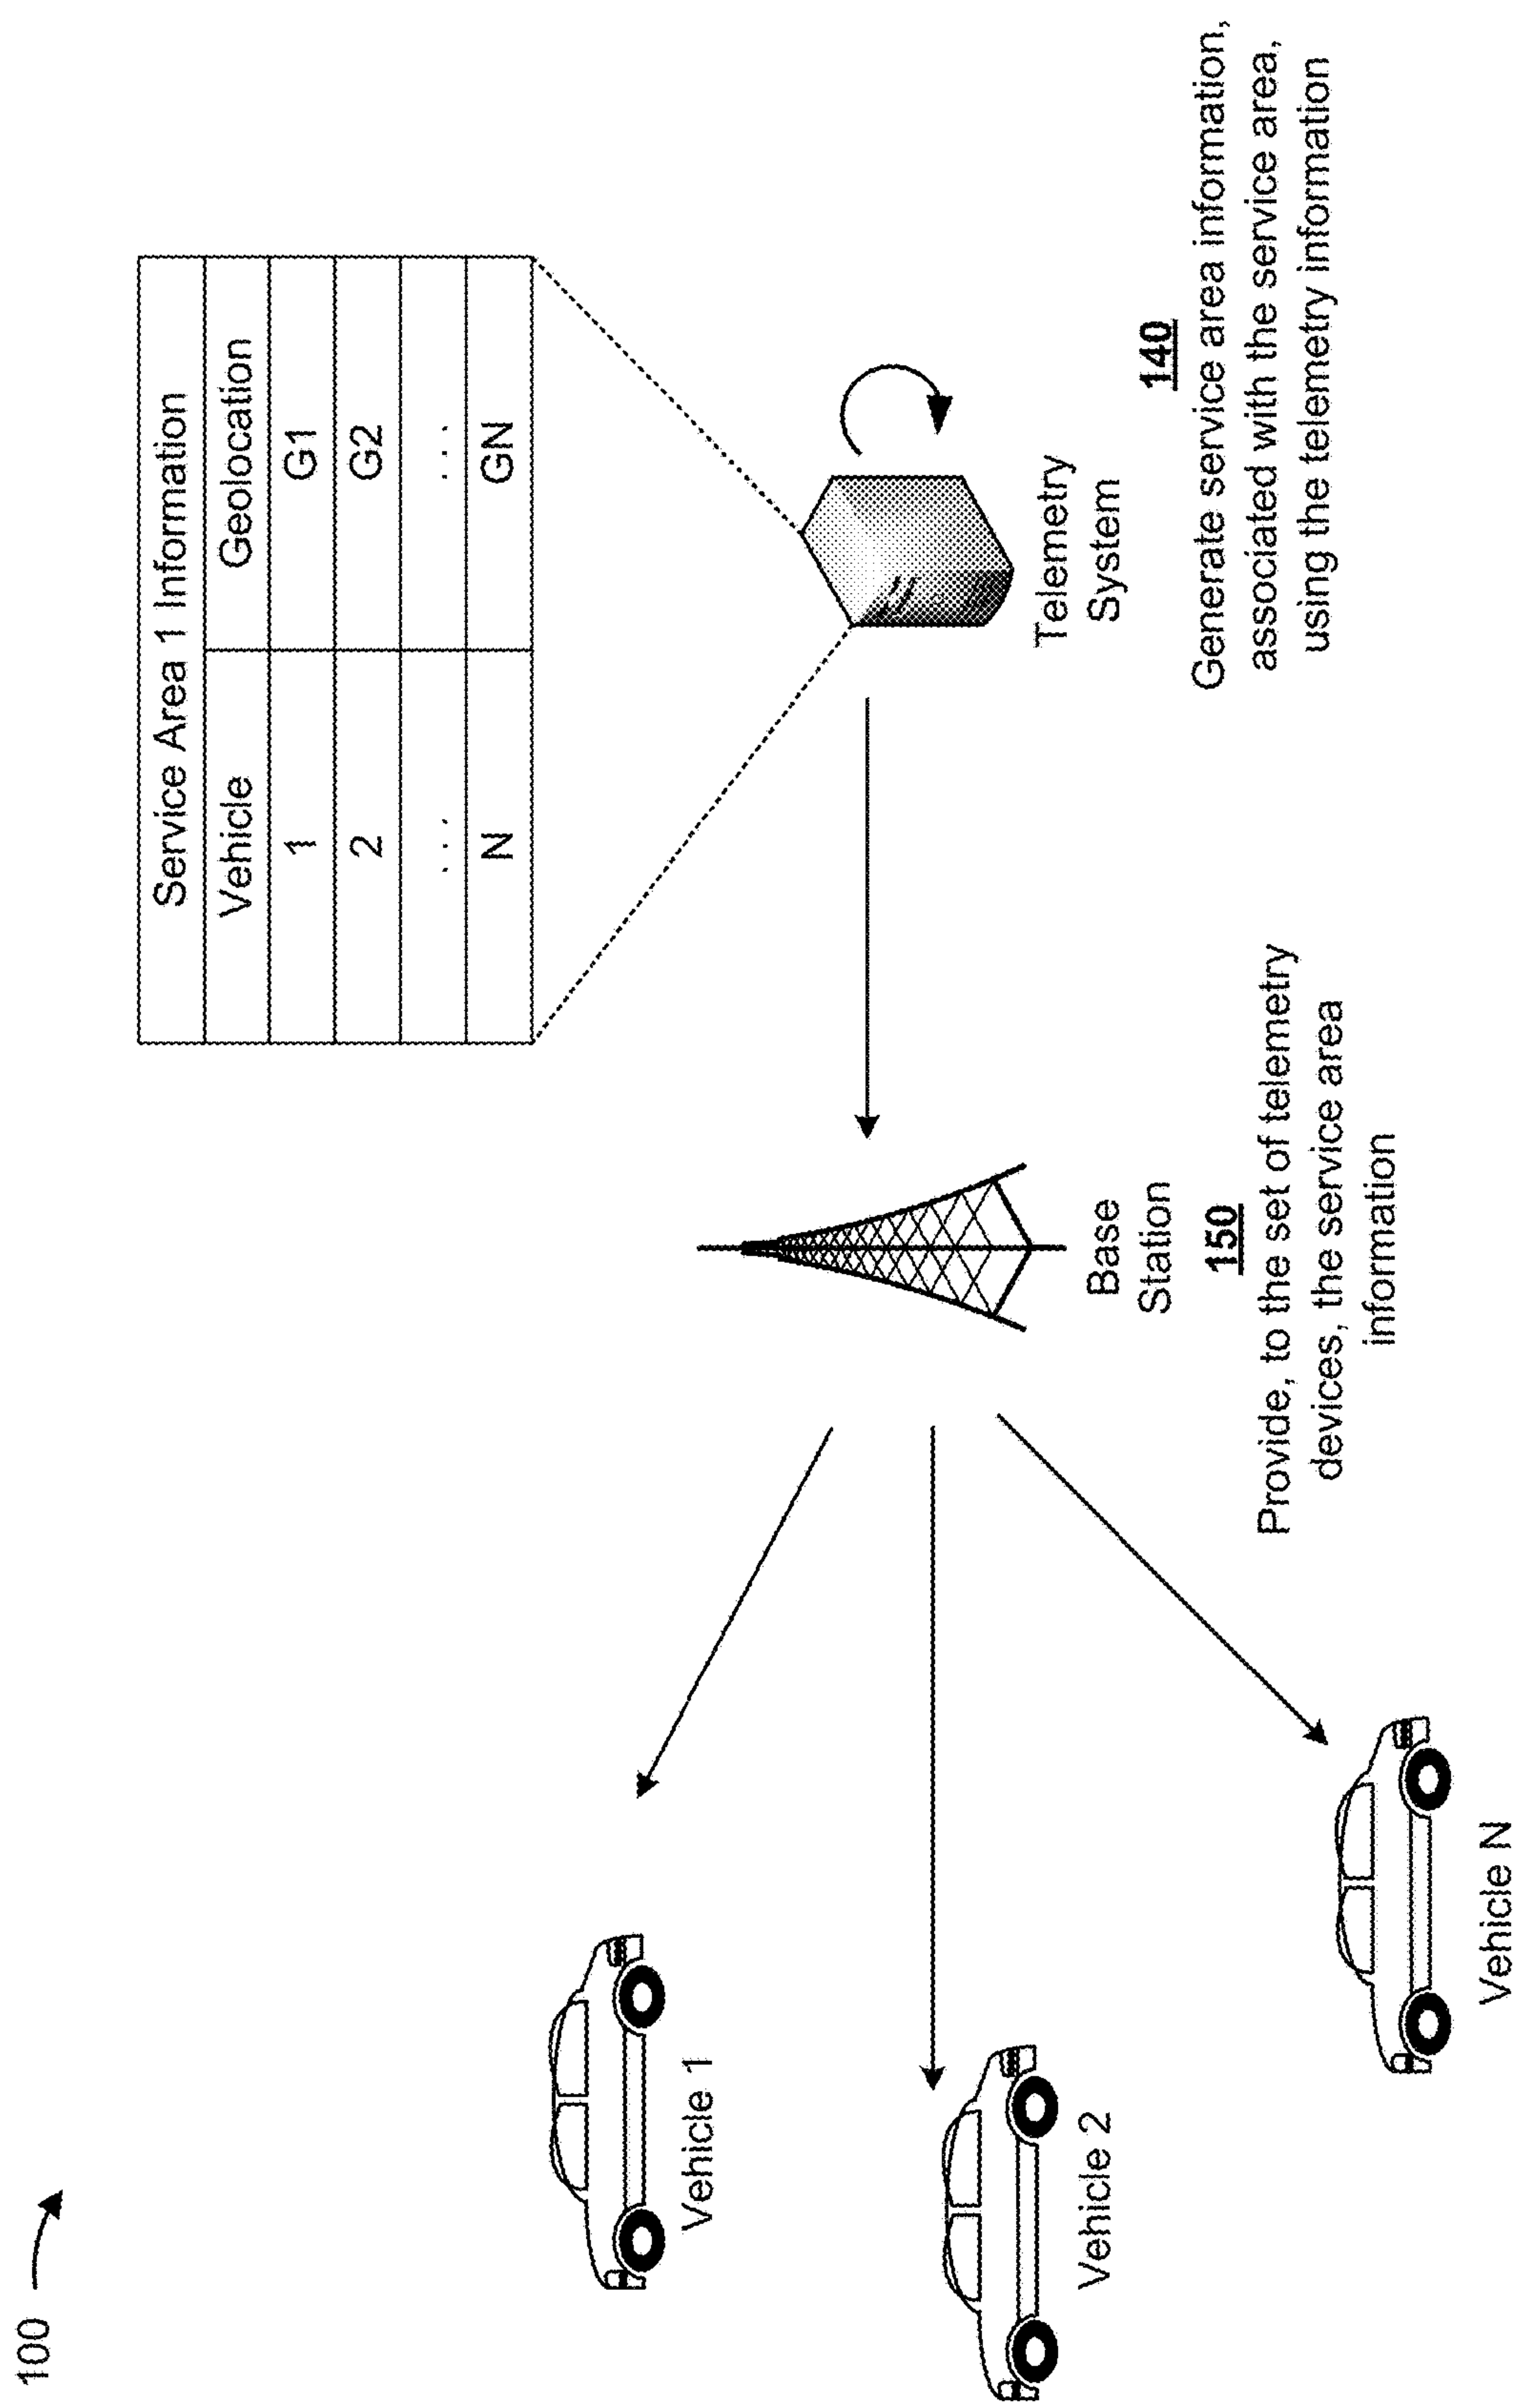 100
Service Area 1 Information
Vehicle Geolocation
1 G1
2 G2
. . . . . .
N GN
Telemetry
System
140
Generate service area information,
associated with the service area,
using the telemetry information
Base
Station
150
Provide, to the set of telemetry
devices, the service area
information
Vehicle 1
Vehicle 2
Vehicle N